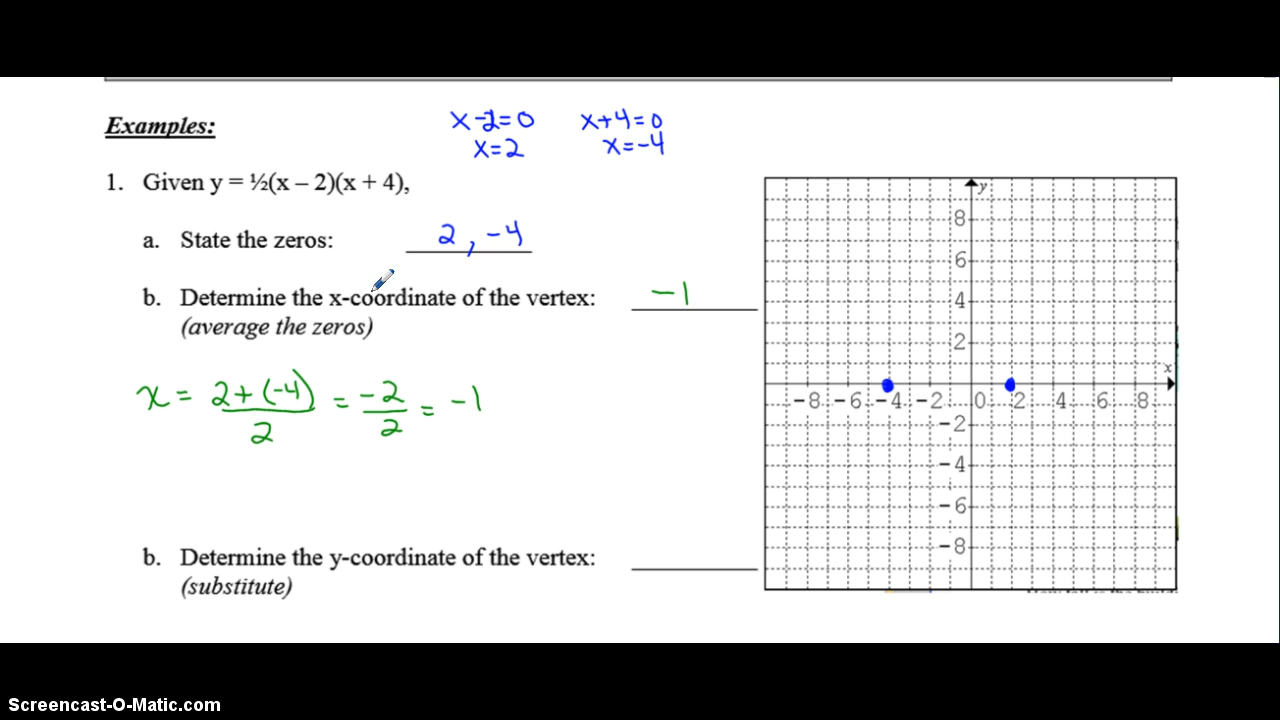 Examples:
x-2=0 x+4=0
x=2 x=-4
1. Given y = ½(x – 2)(x + 4),
a. State the zeros: 2, -4
b. Determine the x-coordinate of the vertex: -1
(average the zeros)
x = 2+(-4)/2 = -2/2 = -1
b. Determine the y-coordinate of the vertex:
(substitute)
y
8
6
4
2
x
-8 -6 -4 -2 0 2 4 6 8
-2
-4
-6
-8
Screencast-O-Matic.com